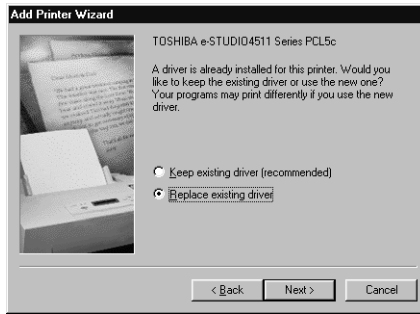 Add Printer Wizard
TOSHIBA e-STUDIO4511 Series PCL5c
A driver is already installed for this printer. Would you
like to keep the existing driver or use the new one?
Your programs may print differently if you use the new
driver.
Keep existing driver (recommended)
Replace existing driver
< Back
Next >
Cancel